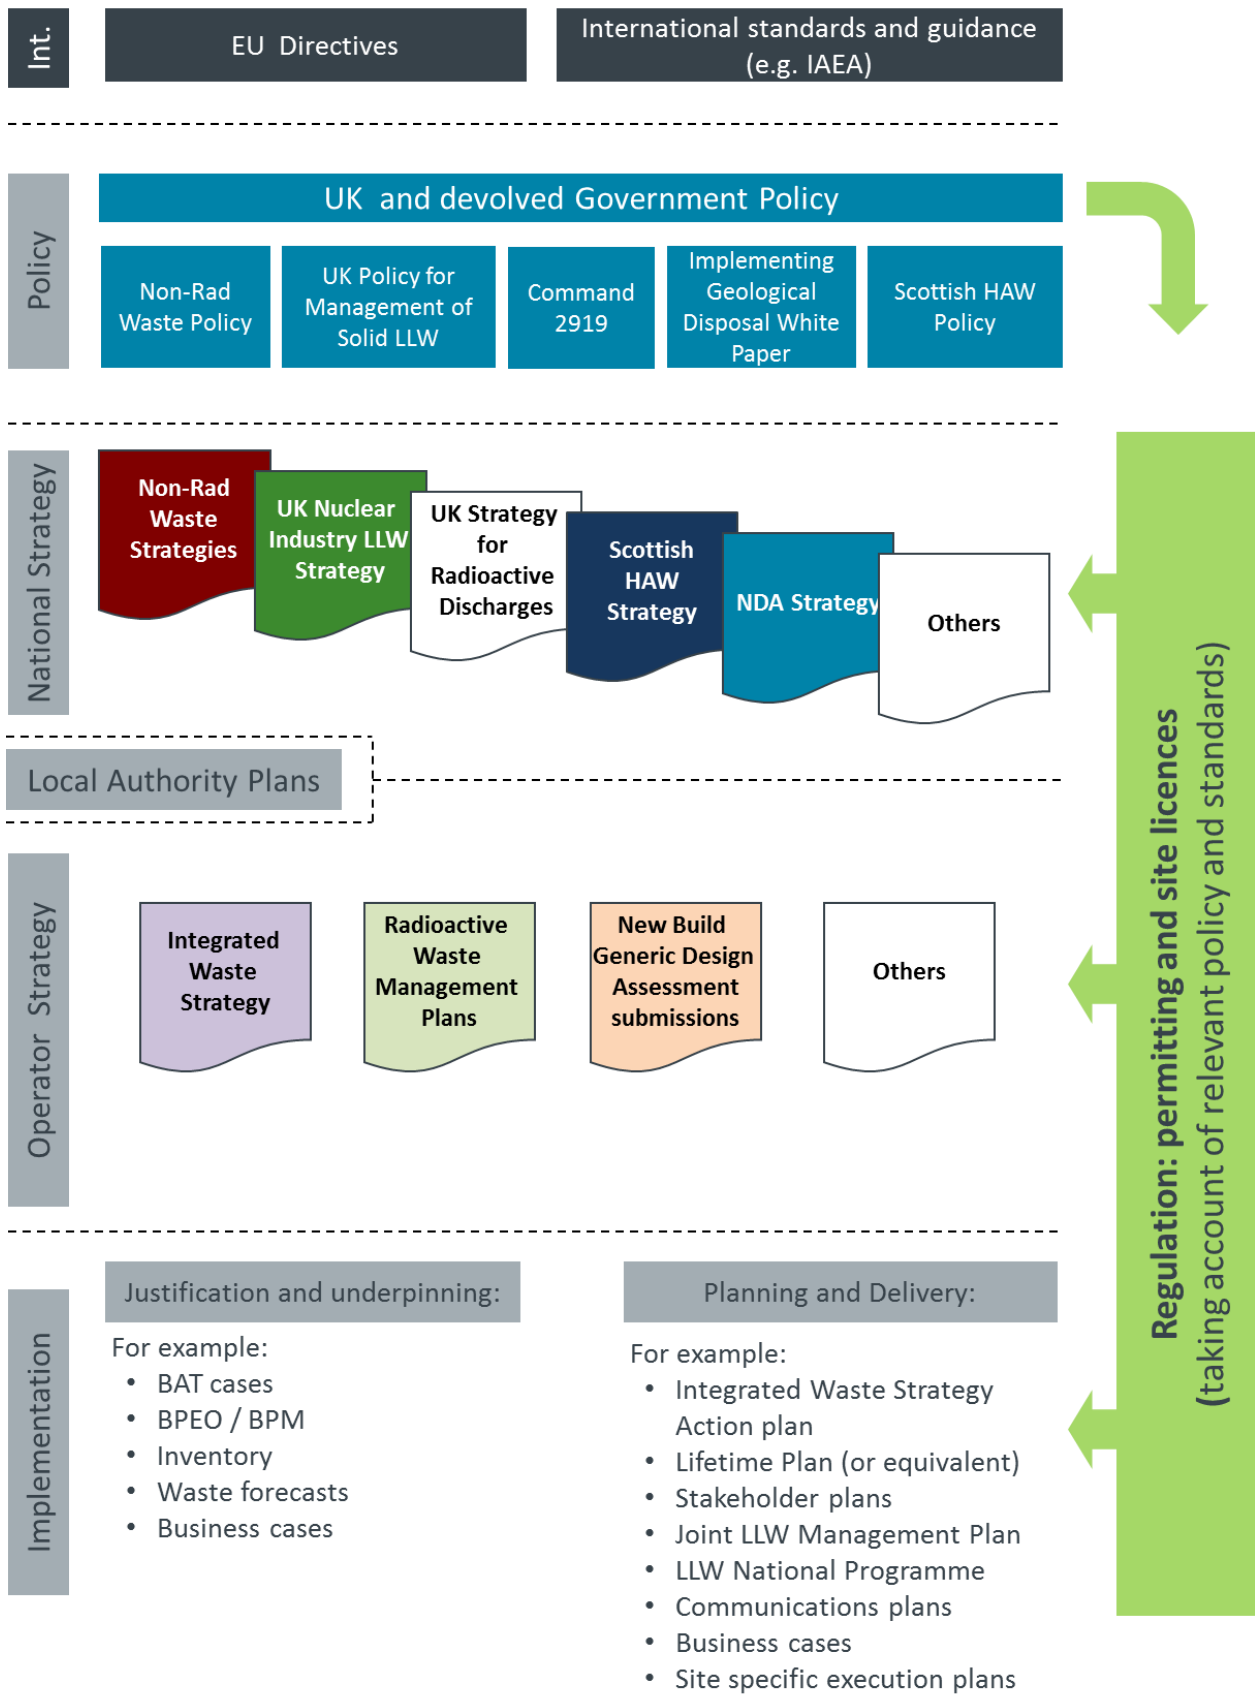 Int.
EU Directives
International standards and guidance
(e.g. IAEA)
Policy
UK and devolved Government Policy
Non-Rad
Waste Policy
UK Policy for
Management of
Solid LLW
Command
2919
Implementing
Geological
Disposal White
Paper
Scottish HAW
Policy
National Strategy
Non-Rad
Waste
Strategies
UK Nuclear
Industry LLW
Strategy
UK Strategy
for
Radioactive
Discharges
Scottish
HAW
Strategy
NDA Strategy
Others
Local Authority Plans
Operator Strategy
Integrated
Waste
Strategy
Radioactive
Waste
Management
Plans
New Build
Generic Design
Assessment
submissions
Others
Implementation
Justification and underpinning:
For example:
• BAT cases
• BPEO / BPM
• Inventory
• Waste forecasts
• Business cases
Planning and Delivery:
For example:
• Integrated Waste Strategy
Action plan
• Lifetime Plan (or equivalent)
• Stakeholder plans
• Joint LLW Management Plan
• LLW National Programme
• Communications plans
• Business cases
• Site specific execution plans
Regulation: permitting and site licences
(taking account of relevant policy and standards)